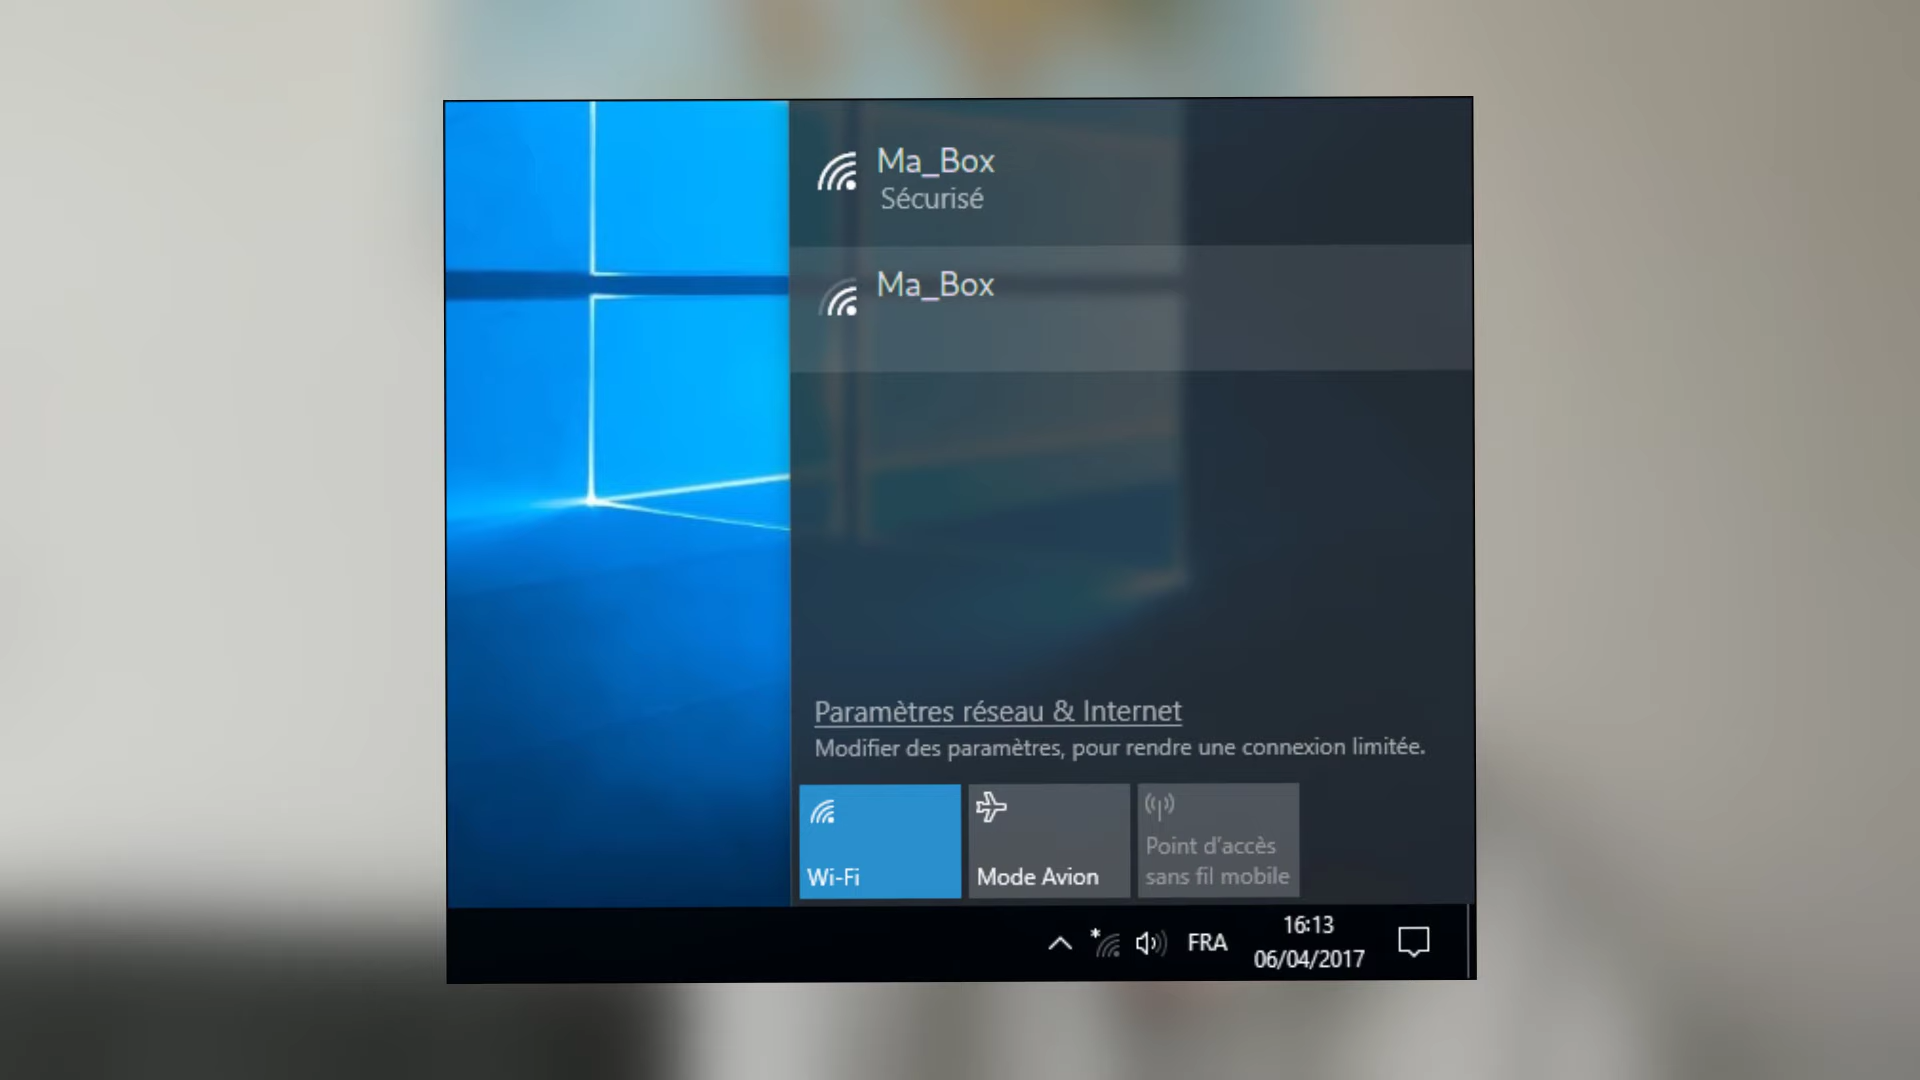 Ma_Box
Sécurisé
Ma_Box
Paramètres réseau & Internet
Modifier des paramètres, pour rendre une connexion limitée.
Wi-Fi
Mode Avion
Point d'accès
sans fil mobile
FRA
16:13
06/04/2017